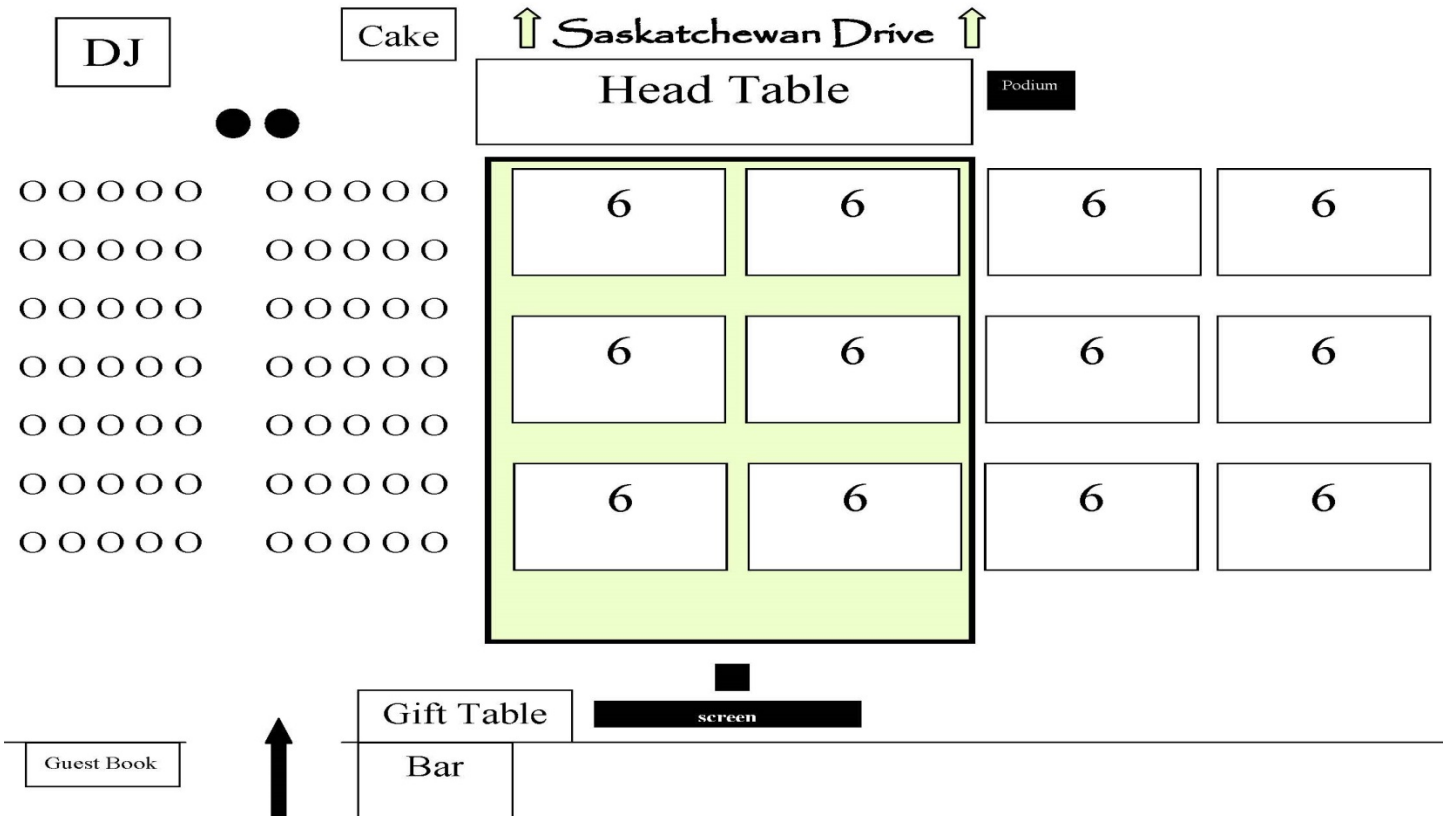 DJ
Cake
Saskatchewan Drive
Head Table
Podium
O O O O O O O O O O
6 6 6 6
O O O O O O O O O O
O O O O O O O O O O
6 6 6 6
O O O O O O O O O O
O O O O O O O O O O
O O O O O O O O O O
6 6 6 6
O O O O O O O O O O
Gift Table
screen
Guest Book
Bar